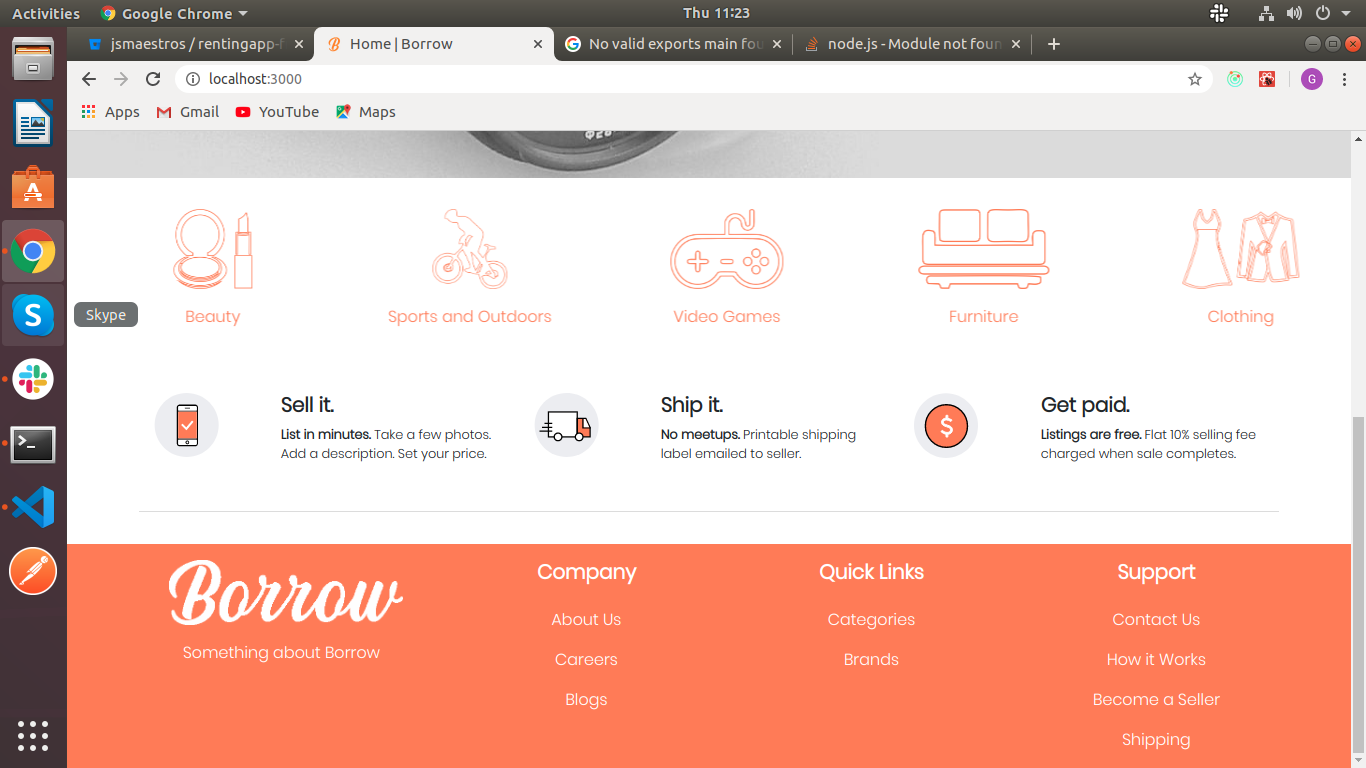 Activities
Google Chrome
Thu 11:23
jsmaestros / rentingapp-f
Home | Borrow
No valid exports main fou
node.js - Module not foun
localhost:3000
G
Apps
Gmail
YouTube
Maps
Beauty
Sports and Outdoors
Video Games
Furniture
Clothing
Skype
Sell it.
List in minutes. Take a few photos.
Add a description. Set your price.
Ship it.
No meetups. Printable shipping
label emailed to seller.
Get paid.
Listings are free. Flat 10% selling fee
charged when sale completes.
Borrow
Something about Borrow
Company
About Us
Careers
Blogs
Quick Links
Categories
Brands
Support
Contact Us
How it Works
Become a Seller
Shipping